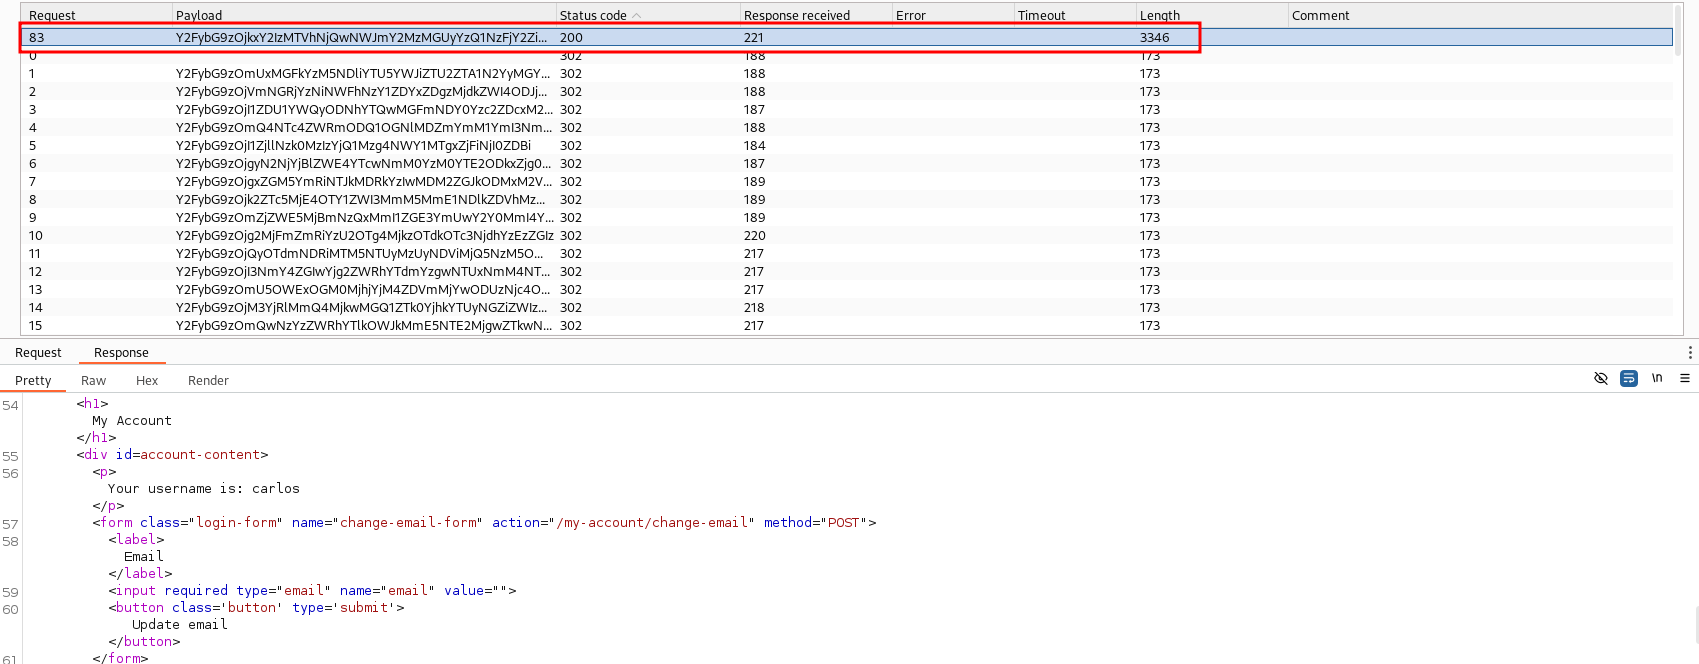 Request Payload Status code Response received Error Timeout Length Comment
83 Y2FybG9zOjkxY2IzMTVhNjQwNWJmY2MzMGUyYzQ1NzFjY2Zi... 200 221 3346
0 302 188 173
1 Y2FybG9zOmUxMGFkYzM5NDliYTU5YWJiZTU2ZTA1N2YyMGY... 302 188 173
2 Y2FybG9zOjVmNGRjYzNiNWFhNzY1ZDYxZDgzMjdkZWI4ODJj... 302 188 173
3 Y2FybG9zOjI1ZDU1YWQyODNhYTQwMGFmNDY0Yzc2ZDcxM2... 302 187 173
4 Y2FybG9zOmQ4NTc4ZWRmODQ1OGNlMDZmYmM1YmI3Nm... 302 188 173
5 Y2FybG9zOjI1ZjllNzk0MzIzYjQ1Mzg4NWY1MTgxZjFiNjI0ZDBi 302 184 173
6 Y2FybG9zOjgyN2NjYjBlZWE4YTcwNmM0YzM0YTE2ODkxZjg0... 302 187 173
7 Y2FybG9zOjgxZGM5YmRiNTJkMDRkYzIwMDM2ZGJkODMxM2V... 302 189 173
8 Y2FybG9zOjk2ZTc5MjE4OTY1ZWI3MmM5MmE1NDlkZDVhMz... 302 189 173
9 Y2FybG9zOmZjZWE5MjBmNzQxMmI1ZGE3YmUwY2Y0MmI4Y... 302 189 173
10 Y2FybG9zOjg2MjFmZmRiYzU2OTg4MjkzOTdkOTc3NjdhYzEzZGIz 302 220 173
11 Y2FybG9zOjQyOTdmNDRiMTM5NTUyMzUyNDViMjQ5NzM5O... 302 217 173
12 Y2FybG9zOjI3NmY4ZGIwYjg2ZWRhYTdmYzgwNTUxNmM4NT... 302 217 173
13 Y2FybG9zOmU5OWExOGM0MjhjYjM4ZDVmMjYwODUzNjc4O... 302 217 173
14 Y2FybG9zOjM3YjRlMmQ4MjkwMGQ1ZTk0YjhkYTUyNGZiZWIz... 302 218 173
15 Y2FybG9zOmQwNzYzZWRhYTlkOWJkMmE5NTE2MjgwZTkwN... 302 217 173
Request Response
Pretty Raw Hex Render \n
54 <h1>
My Account
</h1>
55 <div id=account-content>
56 <p>
Your username is: carlos
</p>
57 <form class="login-form" name="change-email-form" action="/my-account/change-email" method="POST">
58 <label>
Email
</label>
59 <input required type="email" name="email" value="">
60 <button class='button' type='submit'>
Update email
</button>
61 </form>